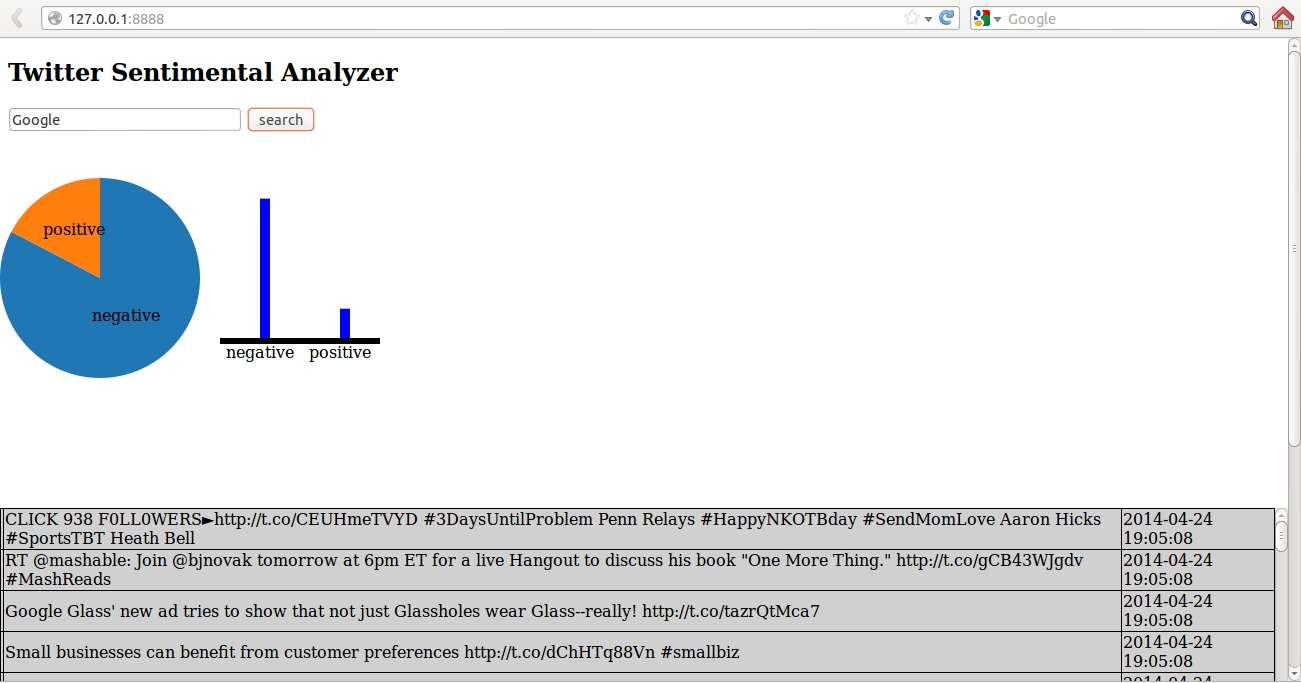 127.0.0.1:8888
Google
Twitter Sentimental Analyzer
Google
search
positive
negative
negative
positive
CLICK 938 F0LL0WERS►http://t.co/CEUHmeTVYD #3DaysUntilProblem Penn Relays #HappyNKOTBday #SendMomLove Aaron Hicks
#SportsTBT Heath Bell
2014-04-24
19:05:08
RT @mashable: Join @bjnovak tomorrow at 6pm ET for a live Hangout to discuss his book "One More Thing." http://t.co/gCB43WJgdv
#MashReads
2014-04-24
19:05:08
Google Glass' new ad tries to show that not just Glassholes wear Glass--really! http://t.co/tazrQtMca7
2014-04-24
19:05:08
Small businesses can benefit from customer preferences http://t.co/dChHTq88Vn #smallbiz
2014-04-24
19:05:08